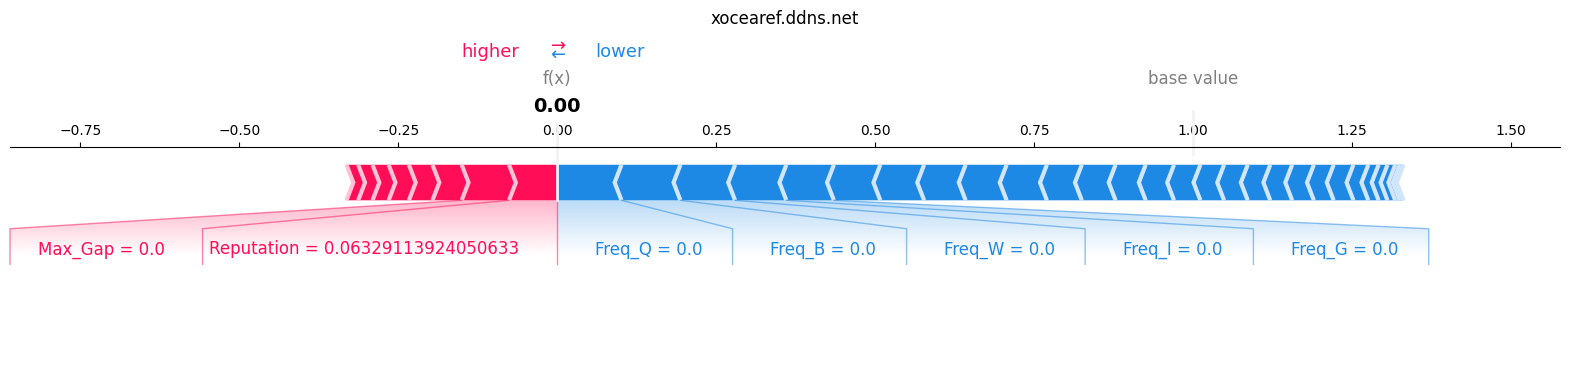 xocearef.ddns.net
higher → ← lower
f(x) base value
0.00
−0.75 −0.50 −0.25 0.00 0.25 0.50 0.75 1.00 1.25 1.50
Max_Gap = 0.0 Reputation = 0.06329113924050633 Freq_Q = 0.0 Freq_B = 0.0 Freq_W = 0.0 Freq_I = 0.0 Freq_G = 0.0